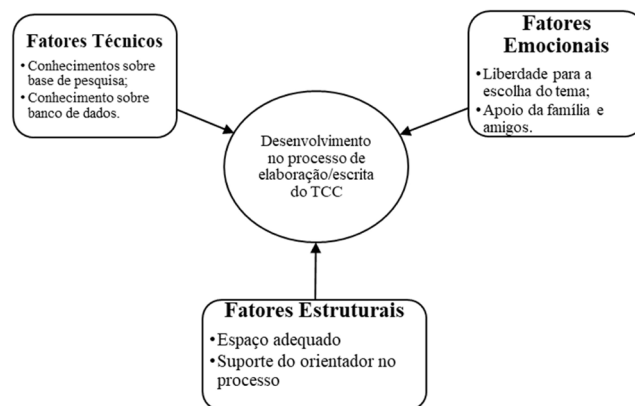 Fatores Técnicos
• Conhecimentos sobre
base de pesquisa;
• Conhecimento sobre
banco de dados.
Fatores
Emocionais
• Liberdade para a
escolha do tema;
• Apoio da família e
amigos.
Desenvolvimento
no processo de
elaboração/escrita
do TCC
Fatores Estruturais
• Espaço adequado
• Suporte do orientador no
processo